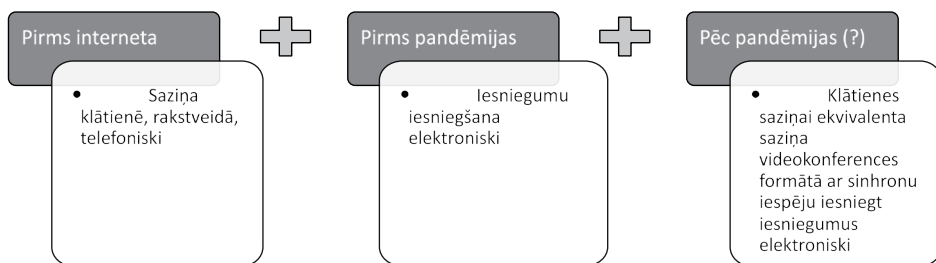 Pirms interneta
• Saziņa
klātienē, rakstveidā,
telefoniski
Pirms pandēmijas
• Iesniegumu
iesniegšana
elektroniski
Pēc pandēmijas (?)
• Klātienes
saziņai ekvivalenta
saziņa
videokonferences
formātā ar sinhronu
iespēju iesniegt
iesniegumus
elektroniski